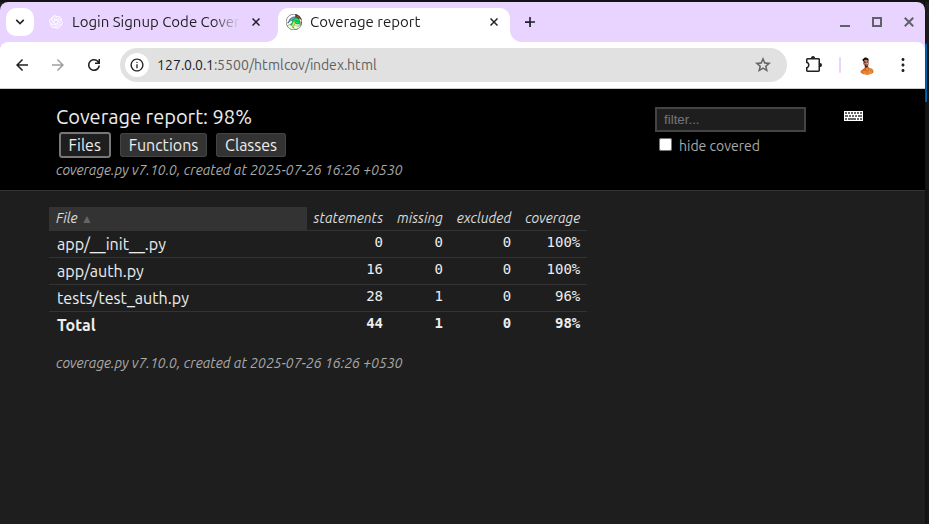 Login Signup Code Cover
Coverage report
127.0.0.1:5500/htmlcov/index.html
Coverage report: 98%
filter...
Files Functions Classes
hide covered
coverage.py v7.10.0, created at 2025-07-26 16:26 +0530
File ▲ statements missing excluded coverage
app/__init__.py 0 0 0 100%
app/auth.py 16 0 0 100%
tests/test_auth.py 28 1 0 96%
Total 44 1 0 98%
coverage.py v7.10.0, created at 2025-07-26 16:26 +0530